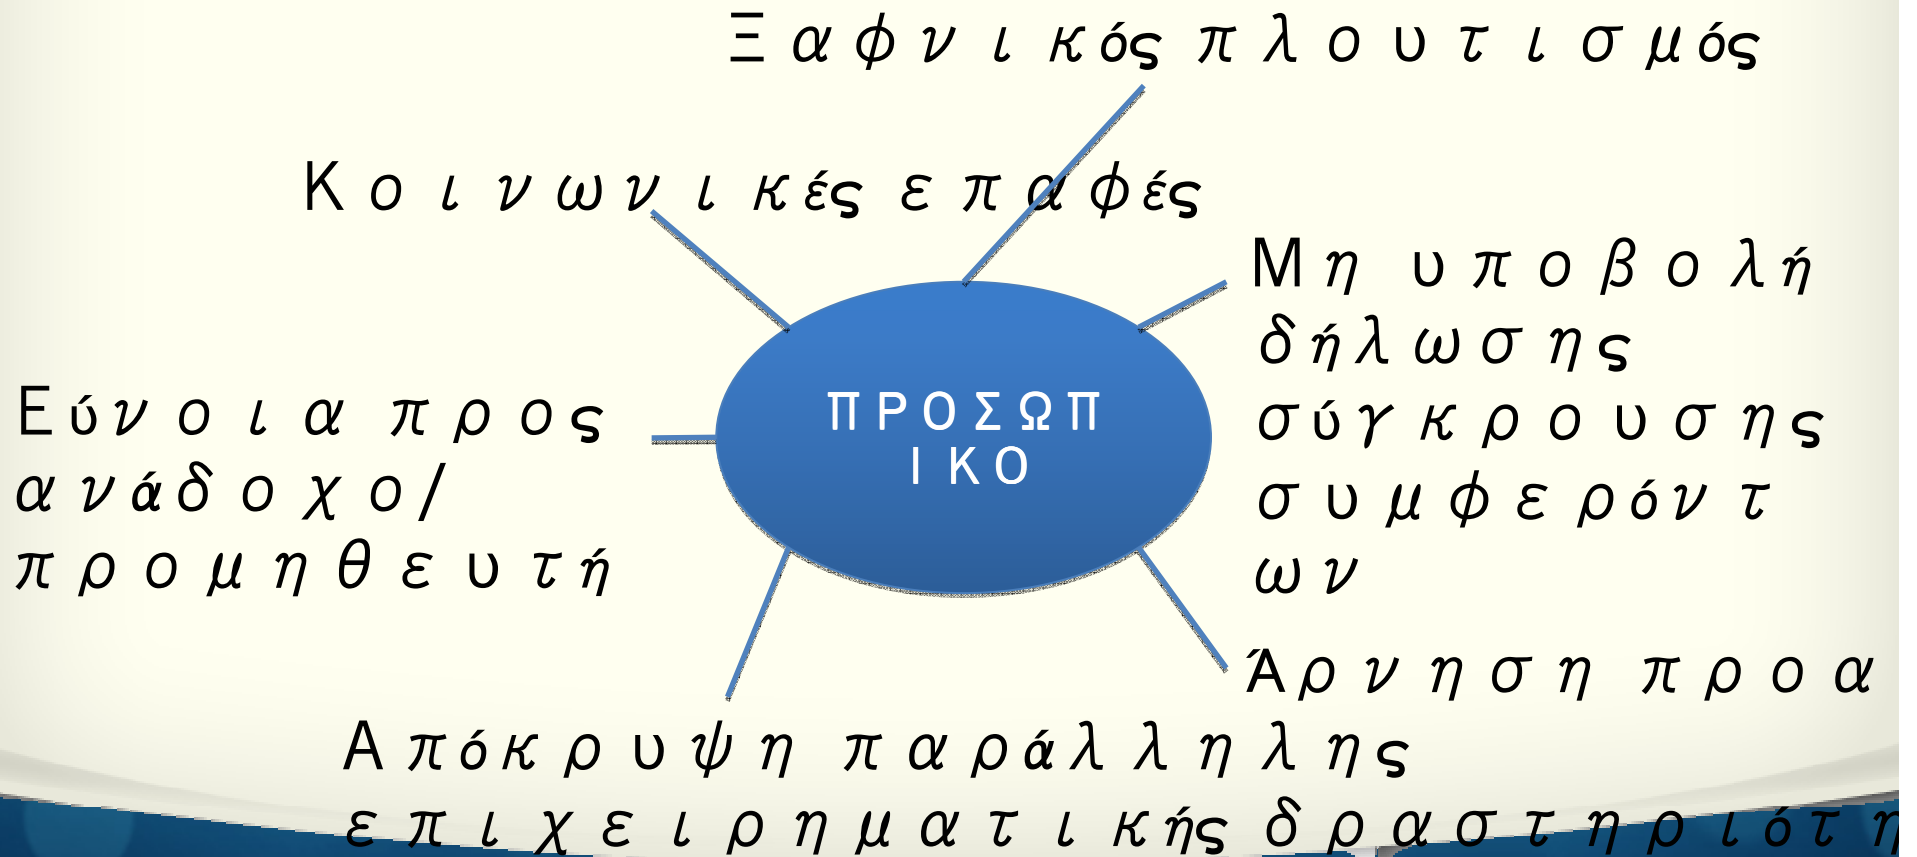 Ξαφνικός πλουτισμός
Κοινωνικές επαφές
Μη υποβολή
δήλωσης
σύγκρουσης
συμφερόντ
ων
Εύνοια προς
ανάδοχο/
προμηθευτή
ΠΡΟΣΩΠ
ΙΚΟ
Άρνηση προα
Απόκρυψη παράλληλης
επιχειρηματικής δραστηριότη